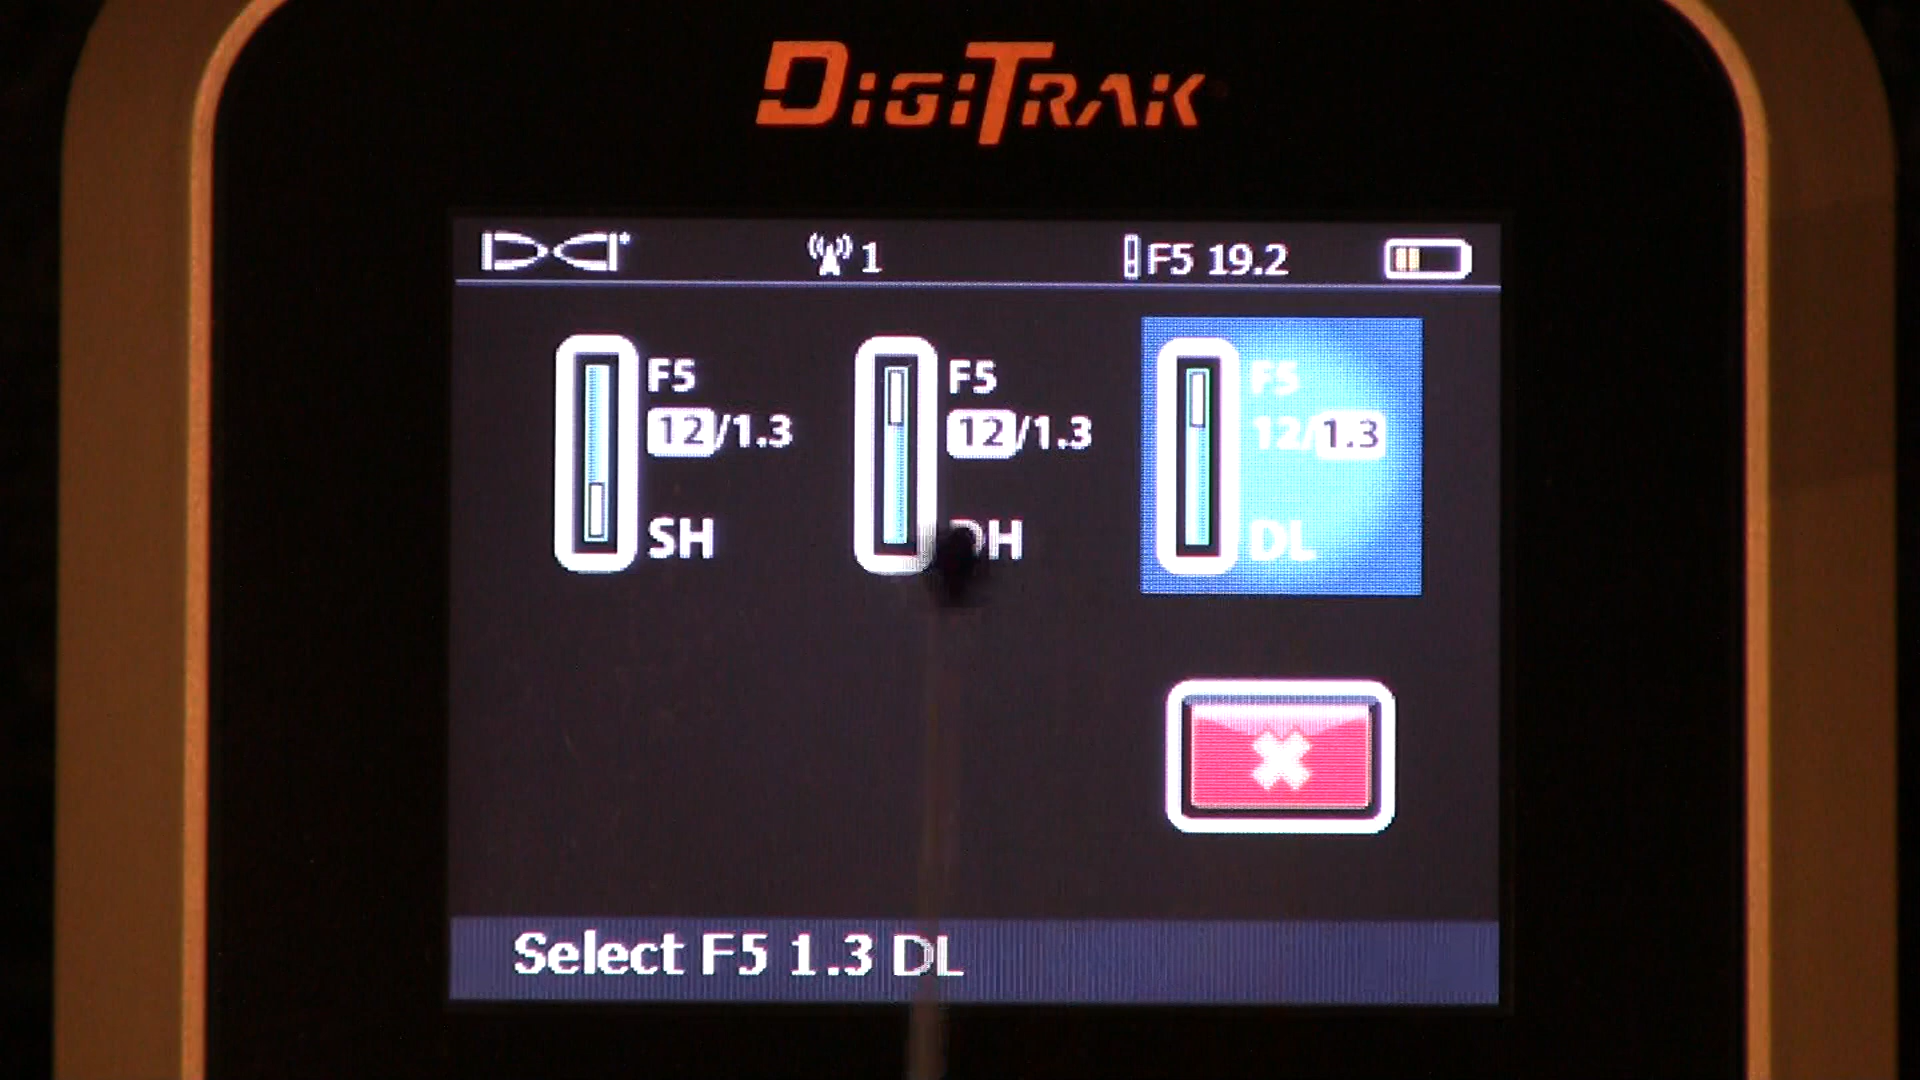 DIGITRAK
DCI
1
F5 19.2
F5
12/1.3
SH
F5
12/1.3
DH
F5
12/1.3
DL
Select F5 1.3 DL